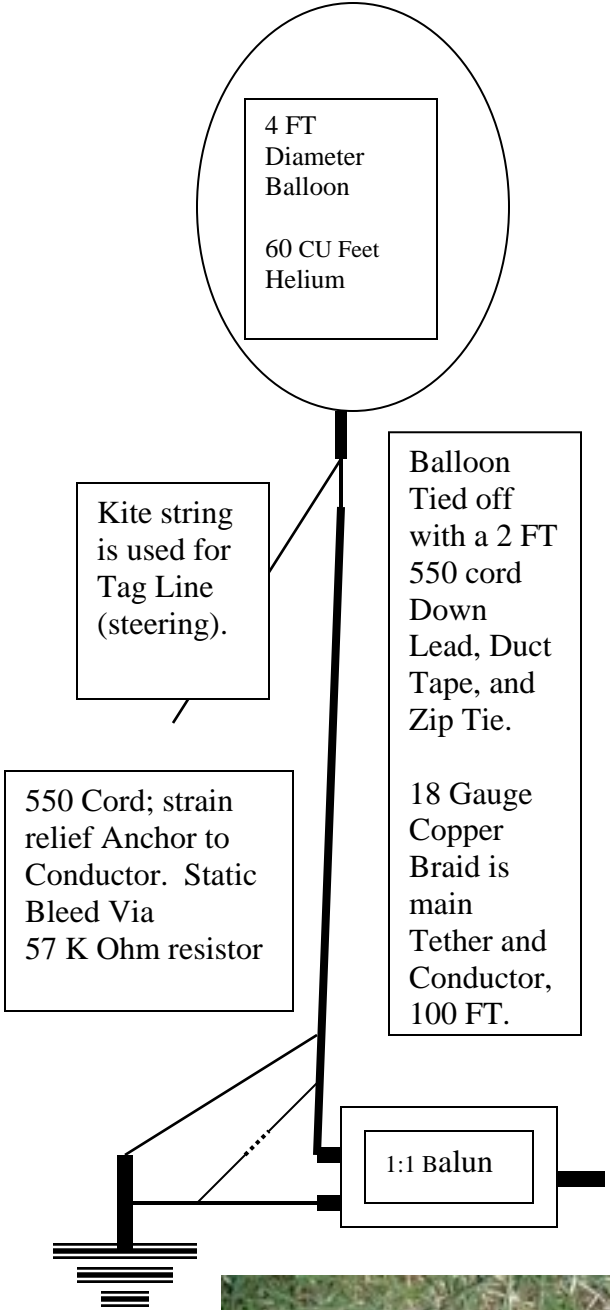 4 FT
Diameter
Balloon
60 CU Feet
Helium
Kite string
is used for
Tag Line
(steering).
Balloon
Tied off
with a 2 FT
550 cord
Down
Lead, Duct
Tape, and
Zip Tie.
18 Gauge
Copper
Braid is
main
Tether and
Conductor,
100 FT.
550 Cord; strain
relief Anchor to
Conductor. Static
Bleed Via
57 K Ohm resistor
1:1 Balun